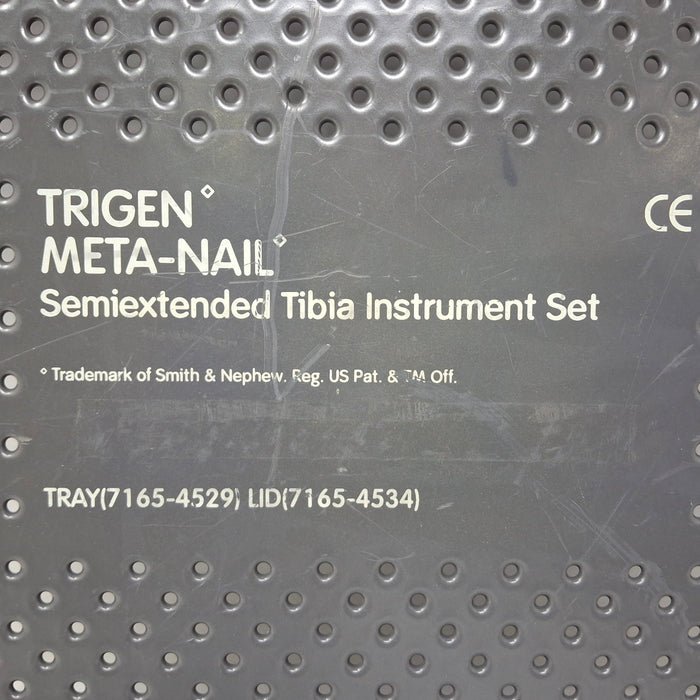 TRIGEN◇
META-NAIL◇
CE
Semiextended Tibia Instrument Set
◇ Trademark of Smith & Nephew. Reg. US Pat. & TM Off.
TRAY(7165-4529) LID(7165-4534)